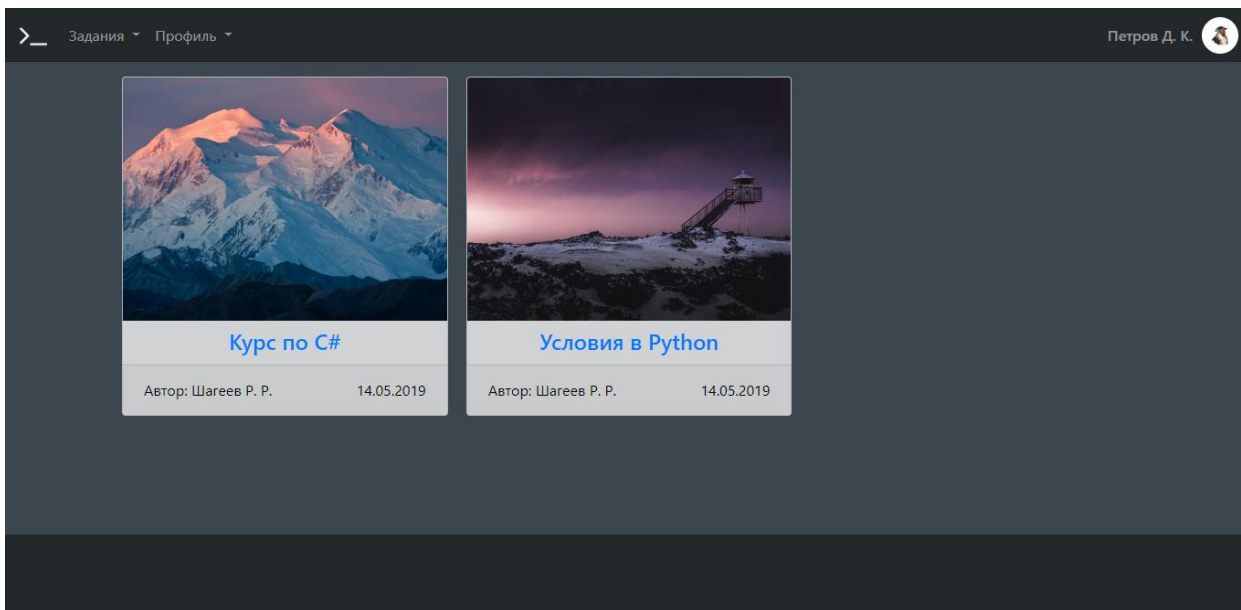 >_ Задания Профиль Петров Д. К.
Курс по C# Условия в Python
Автор: Шагеев Р. Р. 14.05.2019 Автор: Шагеев Р. Р. 14.05.2019